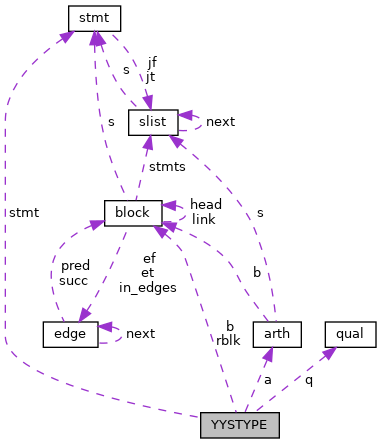 stmt
jf
jt
s
slist
next
s
stmts
head
link
block
s
stmt
pred
succ
ef
et
in_edges
b
b
rblk
edge
next
arth
qual
a
q
YYSTYPE